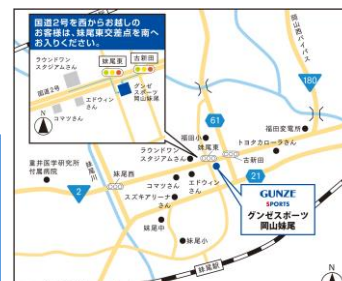 国道2号を西からお越しの
お客様は、妹尾東交差点を南へ
お入りください。
ラウンドワン
スタジアムさん
妹尾東
古新田
国道2号
エドウィン
さん
コマツさん
グンゼ
スポーツ
岡山妹尾
N
岡山西バイパス
180
61
福田小
妹尾東
福田変電所
トヨタカローラさん
古新田
ラウンドワン
スタジアムさん
重井医学研究所
付属病院
妹尾川
妹尾西
2
コマツさん
エドウィン
さん
21
スズキアリーナ
さん
GUNZE
SPORTS
グンゼスポーツ
岡山妹尾
妹尾中
妹尾小
妹尾駅
N